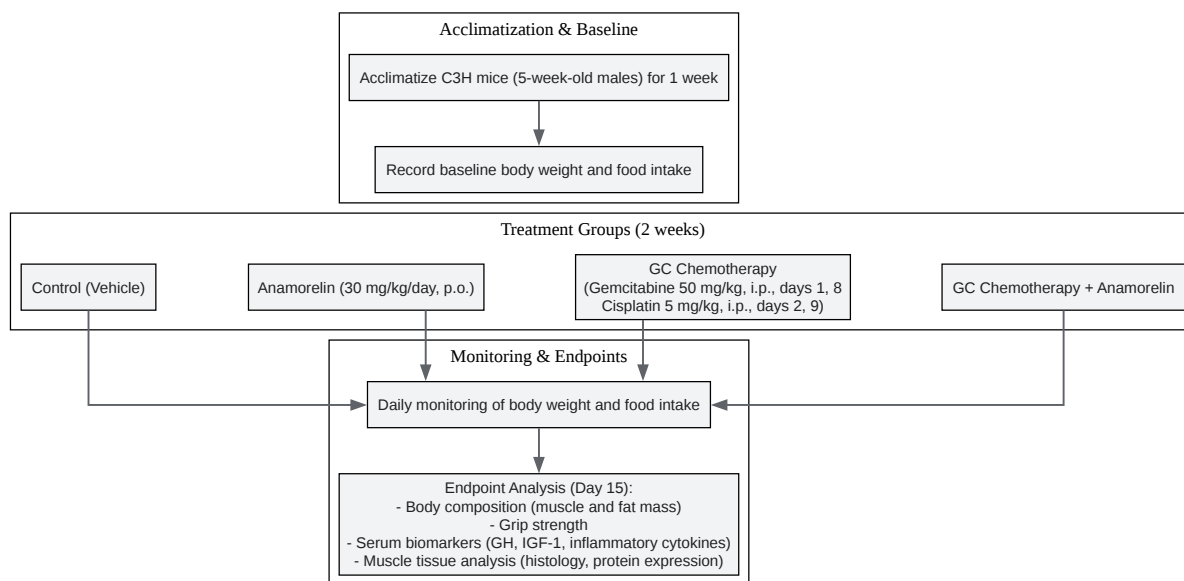 Acclimatization & Baseline
Acclimatize C3H mice (5-week-old males) for 1 week
Record baseline body weight and food intake
Treatment Groups (2 weeks)
Control (Vehicle)
Anamorelin (30 mg/kg/day, p.o.)
GC Chemotherapy
(Gemcitabine 50 mg/kg, i.p., days 1, 8
Cisplatin 5 mg/kg, i.p., days 2, 9)
GC Chemotherapy + Anamorelin
Monitoring & Endpoints
Daily monitoring of body weight and food intake
Endpoint Analysis (Day 15):
- Body composition (muscle and fat mass)
- Grip strength
- Serum biomarkers (GH, IGF-1, inflammatory cytokines)
- Muscle tissue analysis (histology, protein expression)